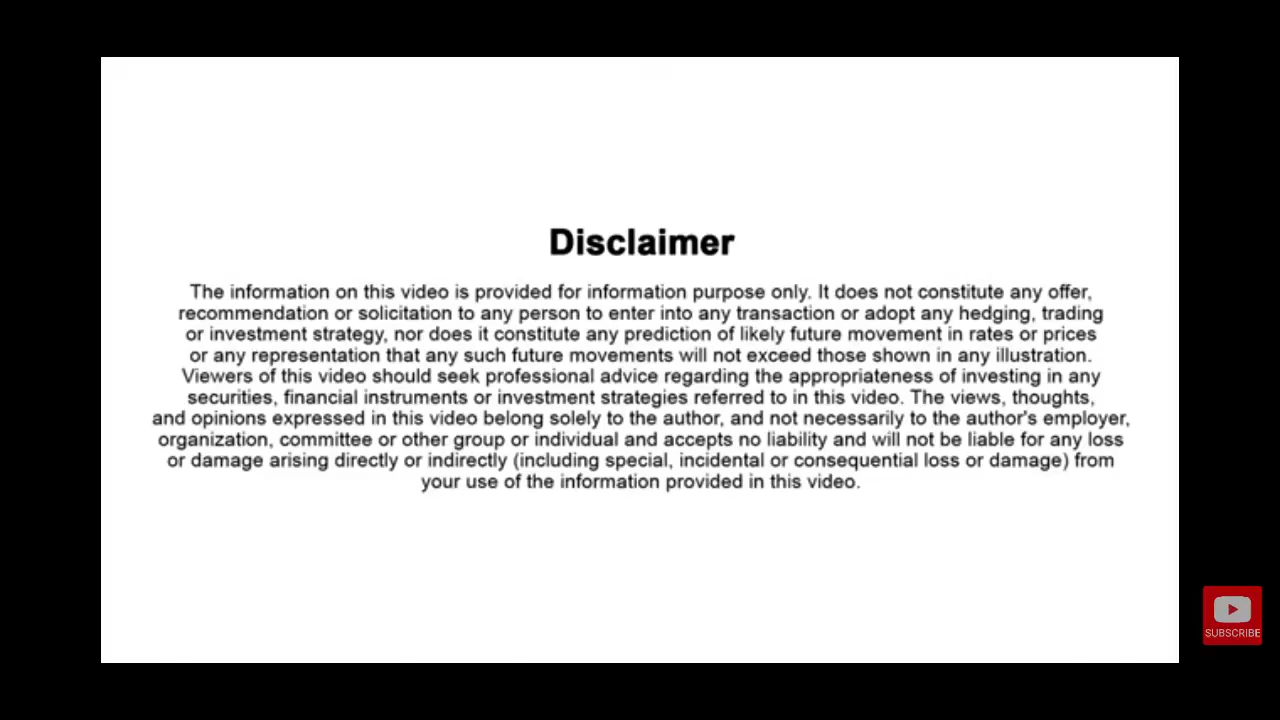 Disclaimer
The information on this video is provided for information purpose only. It does not constitute any offer,
recommendation or solicitation to any person to enter into any transaction or adopt any hedging, trading
or investment strategy, nor does it constitute any prediction of likely future movement in rates or prices
or any representation that any such future movements will not exceed those shown in any illustration.
Viewers of this video should seek professional advice regarding the appropriateness of investing in any
securities, financial instruments or investment strategies referred to in this video. The views, thoughts,
and opinions expressed in this video belong solely to the author, and not necessarily to the author's employer,
organization, committee or other group or individual and accepts no liability and will not be liable for any loss
or damage arising directly or indirectly (including special, incidental or consequential loss or damage) from
your use of the information provided in this video.
SUBSCRIBE